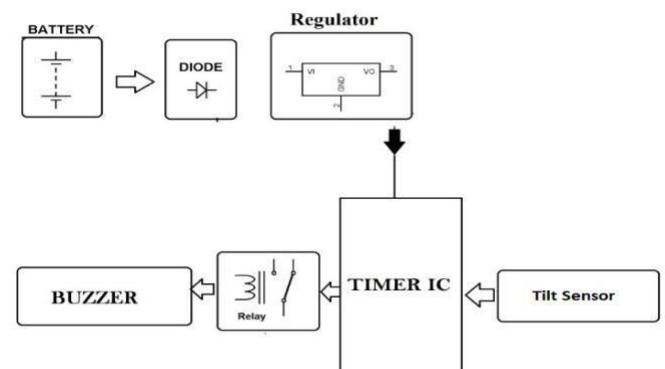 BATTERY
DIODE
Regulator
1 VI VO 3
GND
2
BUZZER
Relay
TIMER IC
Tilt Sensor